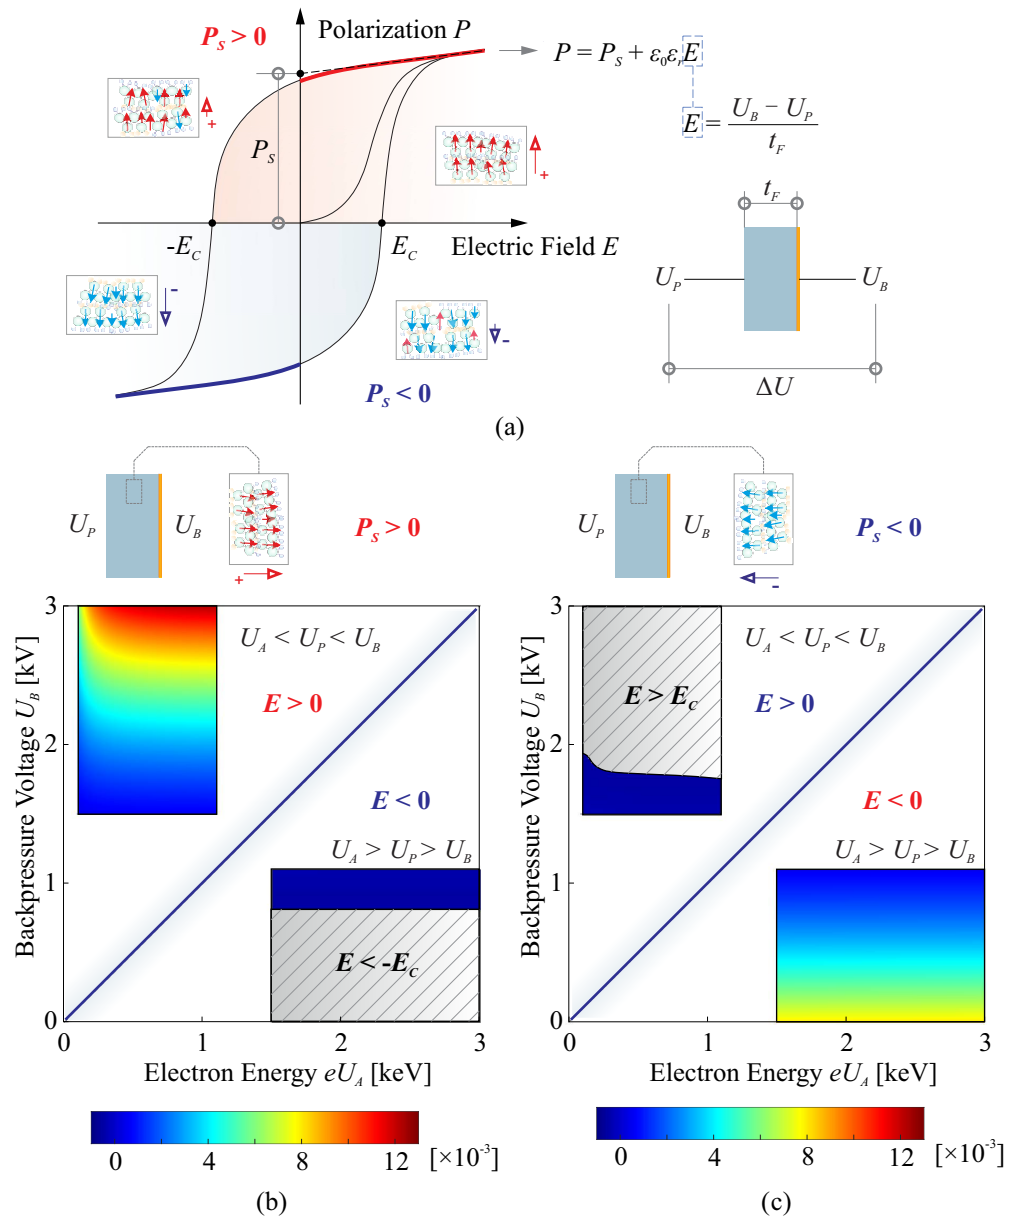 Polarization P
P_S > 0
P = P_S + ε_0ε_rE
E = (U_B − U_P) / t_F
+
P_S
+
t_F
-E_C
E_C
Electric Field E
U_P
U_B
-
-
P_S < 0
ΔU
(a)
U_P
U_B
P_S > 0
+
U_P
U_B
P_S < 0
-
Backpressure Voltage U_B [kV]
3
2
1
0
U_A < U_P < U_B
E > 0
E < 0
U_A > U_P > U_B
E < -E_C
0
1
2
3
Electron Energy eU_A [keV]
0
4
8
12
[×10⁻³]
(b)
Backpressure Voltage U_B [kV]
3
2
1
0
U_A < U_P < U_B
E > E_C
E > 0
E < 0
U_A > U_P > U_B
0
1
2
3
Electron Energy eU_A [keV]
0
4
8
12
[×10⁻³]
(c)